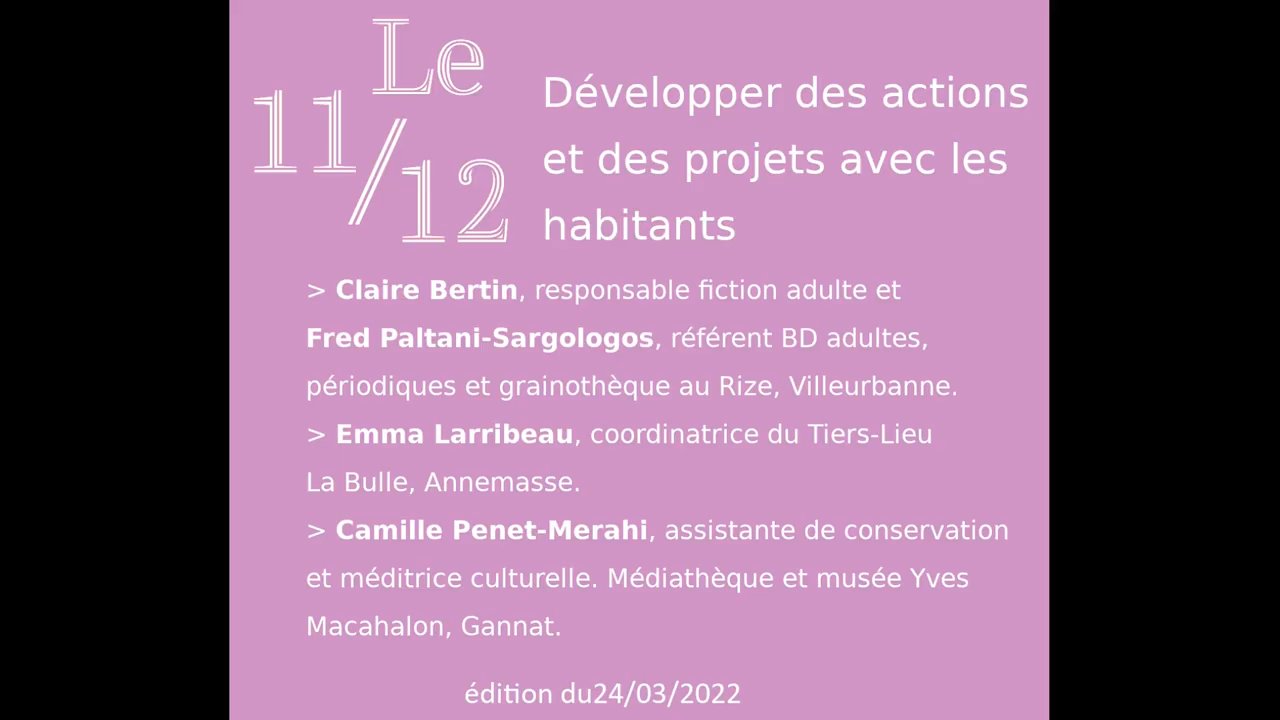 Le
11/12
Développer des actions
et des projets avec les
habitants
> Claire Bertin, responsable fiction adulte et
Fred Paltani-Sargologos, référent BD adultes,
périodiques et grainothèque au Rize, Villeurbanne.
> Emma Larribeau, coordinatrice du Tiers-Lieu
La Bulle, Annemasse.
> Camille Penet-Merahi, assistante de conservation
et méditrice culturelle. Médiathèque et musée Yves
Macahalon, Gannat.
édition du24/03/2022